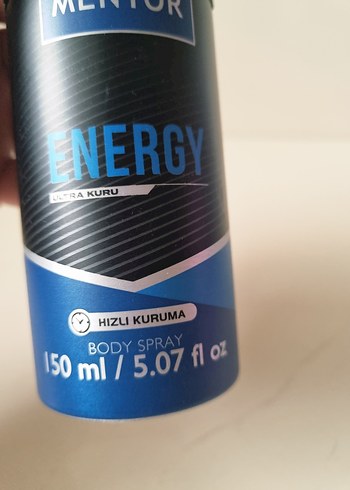 MENTOR
ENERGY
ULTRA KURU
HIZLI KURUMA
BODY SPRAY
150 ml / 5.07 fl oz